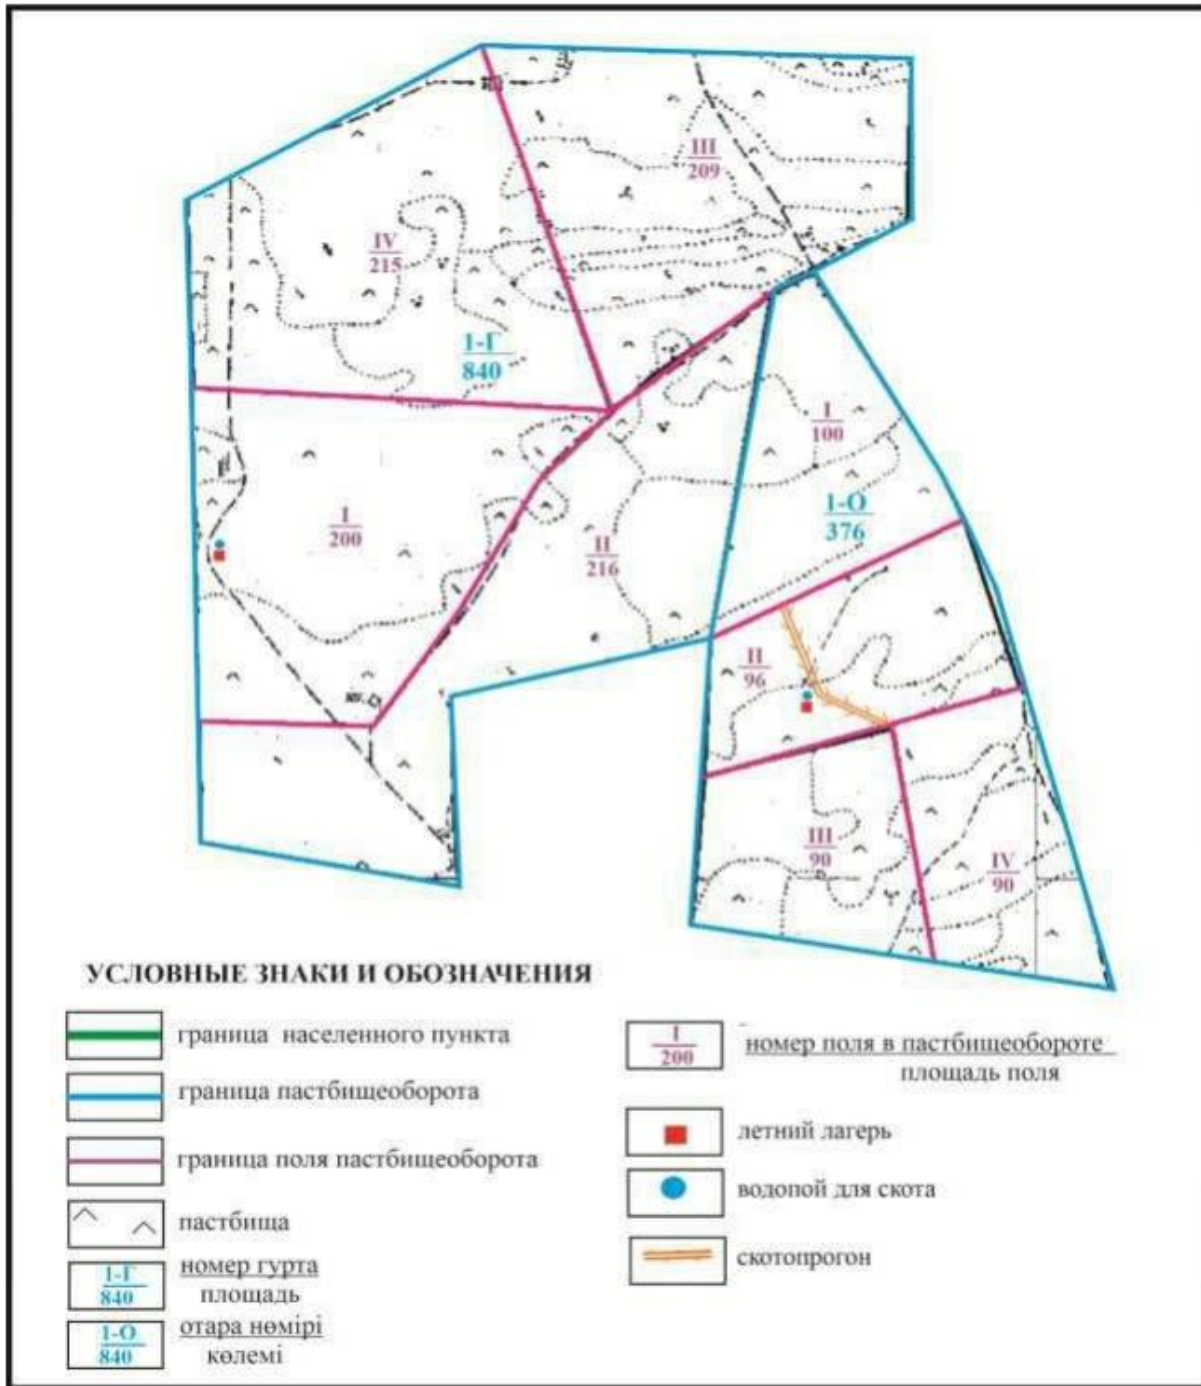 III
209
IV
215
1-Г
840
I
100
1-О
376
I
200
II
216
II
96
III
90
IV
90
УСЛОВНЫЕ ЗНАКИ И ОБОЗНАЧЕНИЯ
граница населенного пункта
граница пастбищеоборота
граница поля пастбищеоборота
пастбища
1-Г
840
номер гурта
площадь
1-О
840
отара нөмірі
көлемі
I
200
номер поля в пастбищеобороте
площадь поля
летний лагерь
водопой для скота
скотопрогон